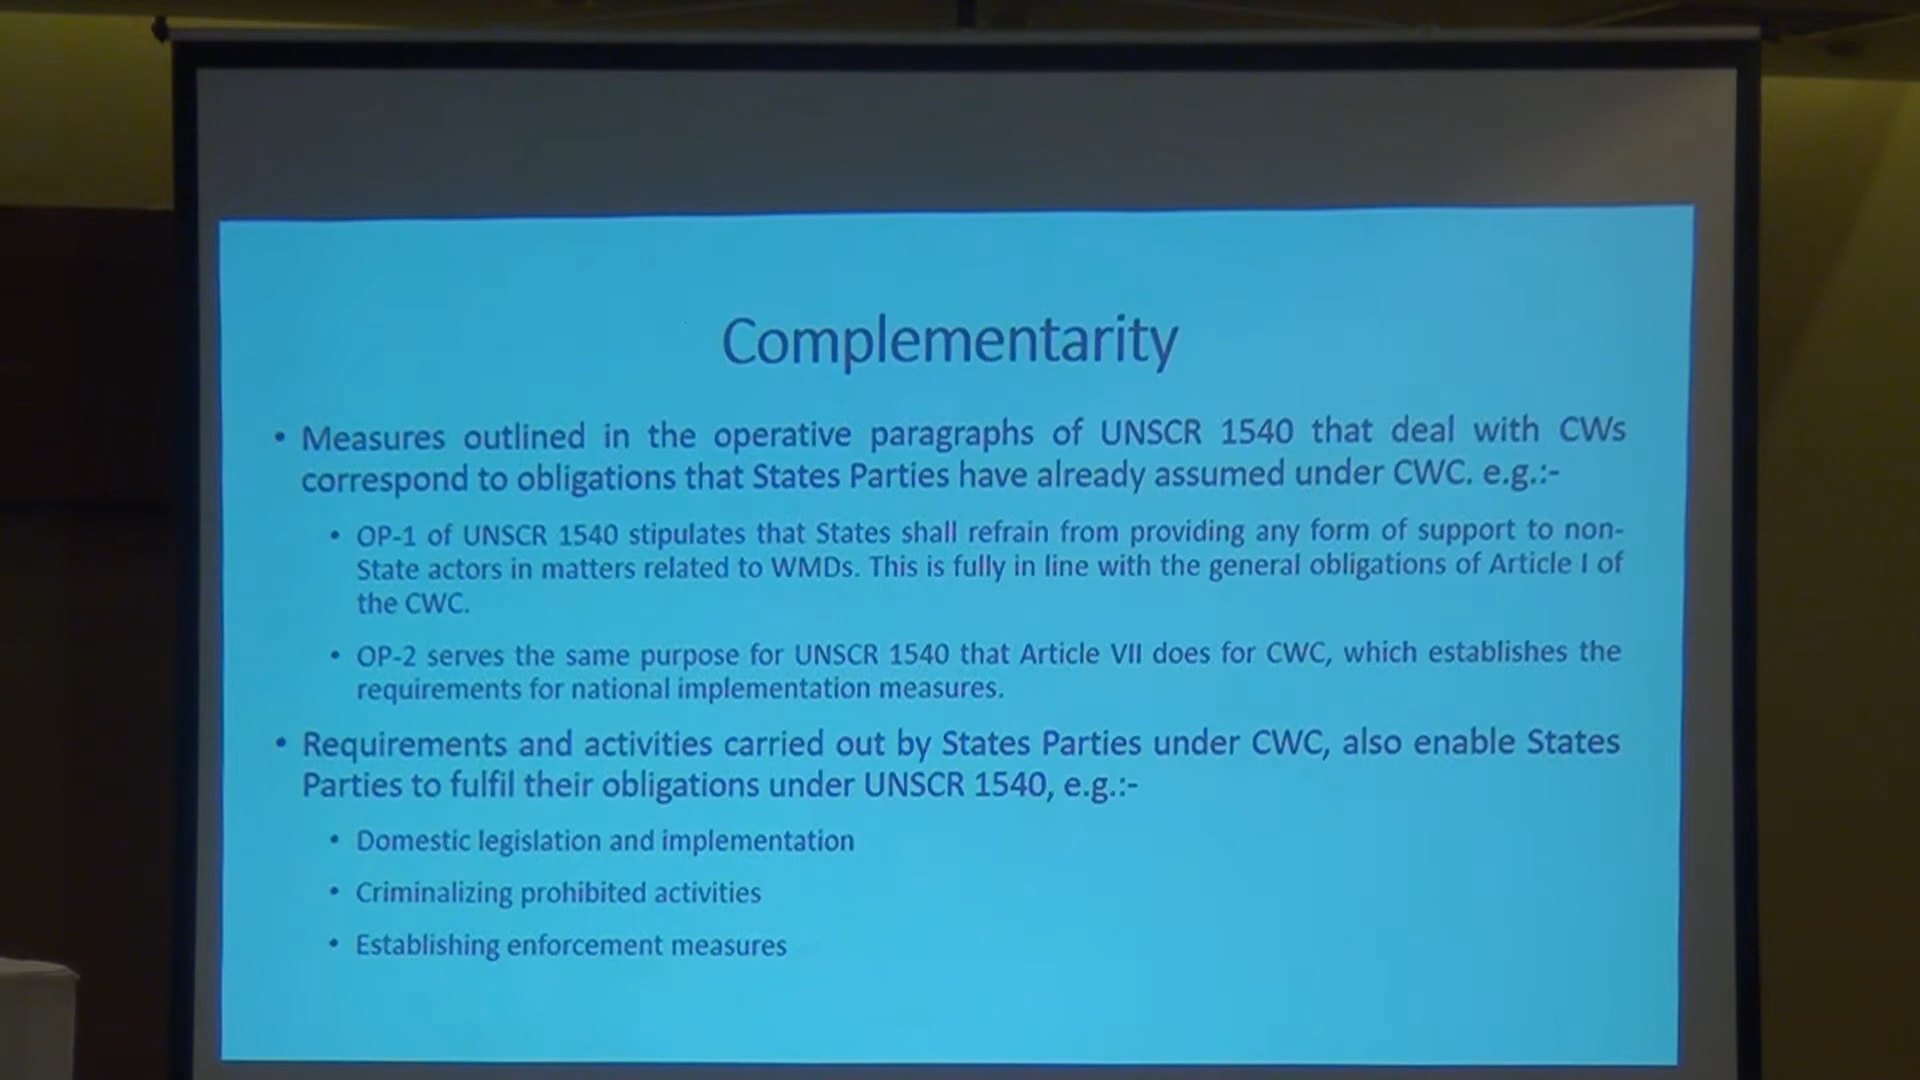 Complementarity
• Measures outlined in the operative paragraphs of UNSCR 1540 that deal with CWs
correspond to obligations that States Parties have already assumed under CWC. e.g.:-
• OP-1 of UNSCR 1540 stipulates that States shall refrain from providing any form of support to non-
State actors in matters related to WMDs. This is fully in line with the general obligations of Article I of
the CWC.
• OP-2 serves the same purpose for UNSCR 1540 that Article VII does for CWC, which establishes the
requirements for national implementation measures.
• Requirements and activities carried out by States Parties under CWC, also enable States
Parties to fulfil their obligations under UNSCR 1540, e.g.:-
• Domestic legislation and implementation
• Criminalizing prohibited activities
• Establishing enforcement measures